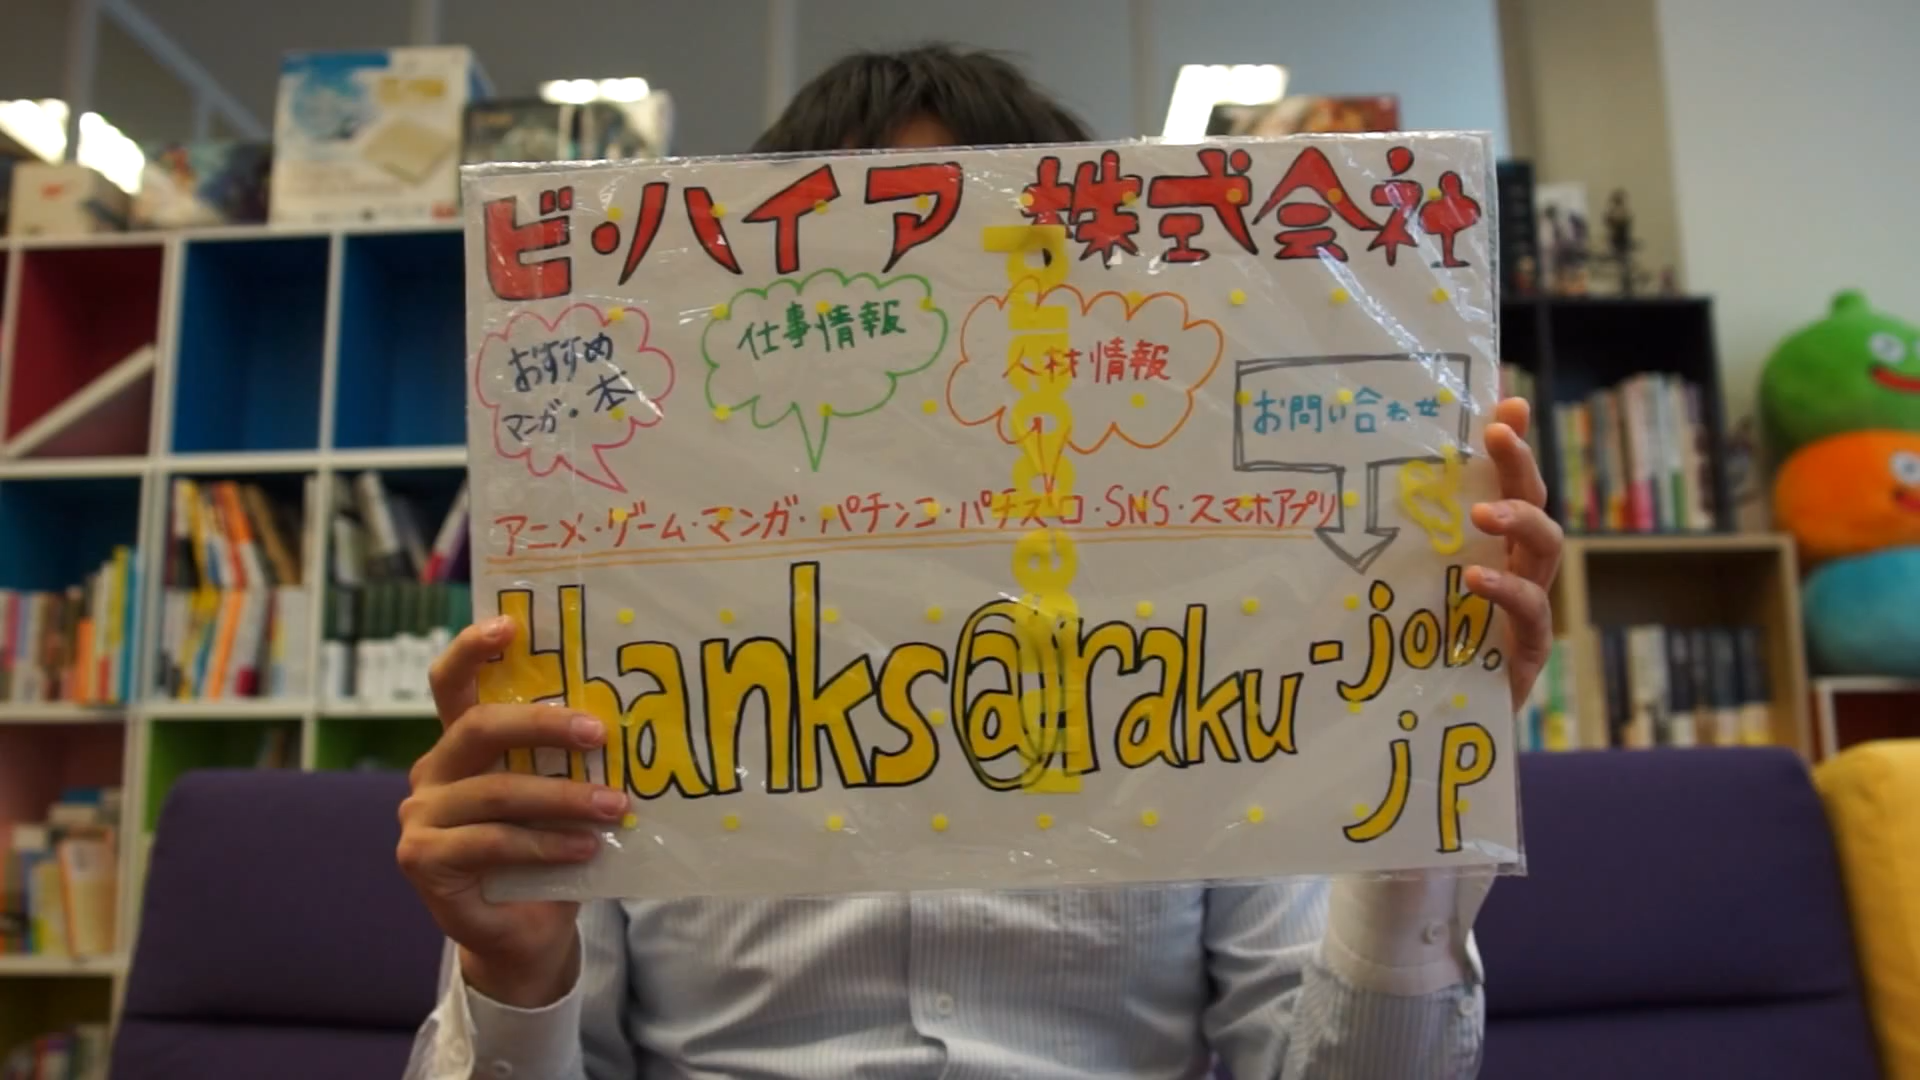 ビ・ハイア 株式会社
おすすめ
マンガ・本
仕事情報
人材情報
お問い合わせ
アニメ・ゲーム・マンガ・パチンコ・パチスロ・SNS・スマホアプリ
thanks@raku-job.
jp